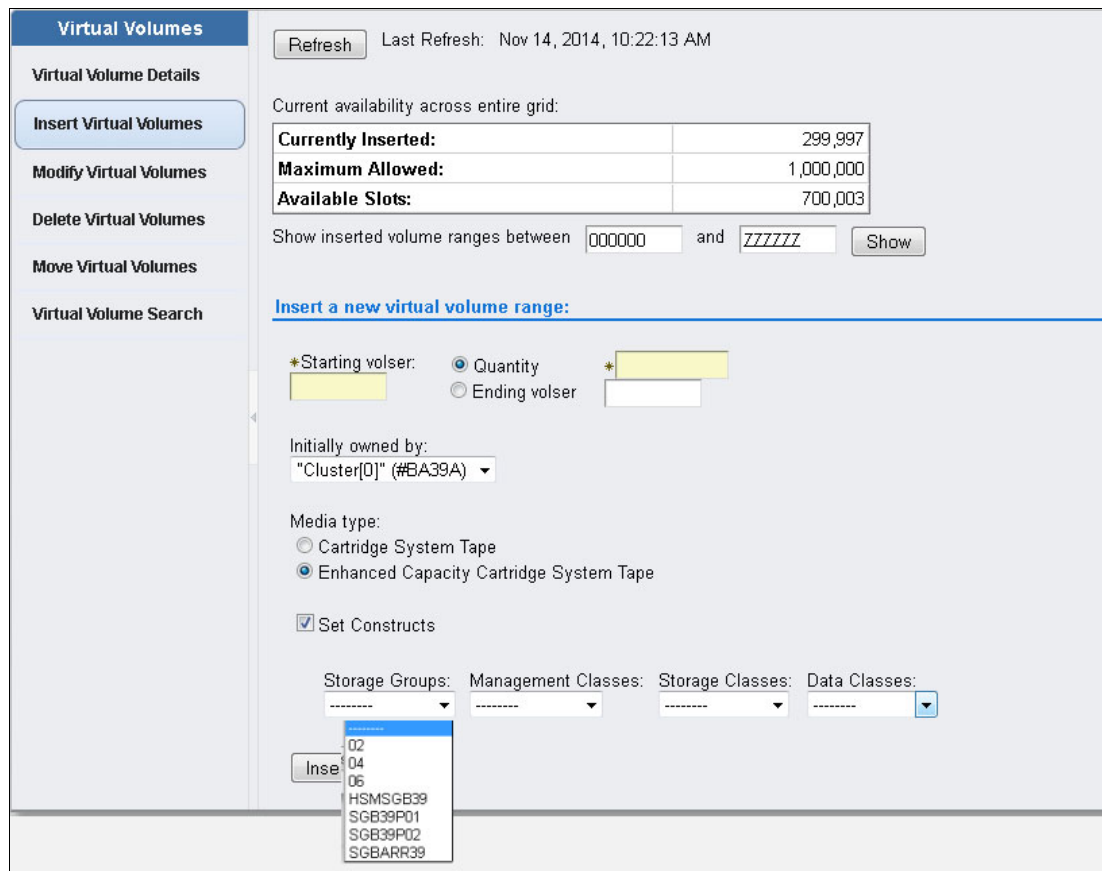 Virtual Volumes
Virtual Volume Details
Insert Virtual Volumes
Modify Virtual Volumes
Delete Virtual Volumes
Move Virtual Volumes
Virtual Volume Search
Refresh Last Refresh: Nov 14, 2014, 10:22:13 AM
Current availability across entire grid:
Currently Inserted: 299,997
Maximum Allowed: 1,000,000
Available Slots: 700,003
Show inserted volume ranges between 000000 and ZZZZZZ Show
Insert a new virtual volume range:
*Starting volser: Quantity *
Ending volser
Initially owned by:
"Cluster[0]" (#BA39A)
Media type:
Cartridge System Tape
Enhanced Capacity Cartridge System Tape
Set Constructs
Storage Groups: Management Classes: Storage Classes: Data Classes:
-------- -------- -------- --------
--------
02
04
06
HSMSGB39
SGB39P01
SGB39P02
SGBARR39
Inse